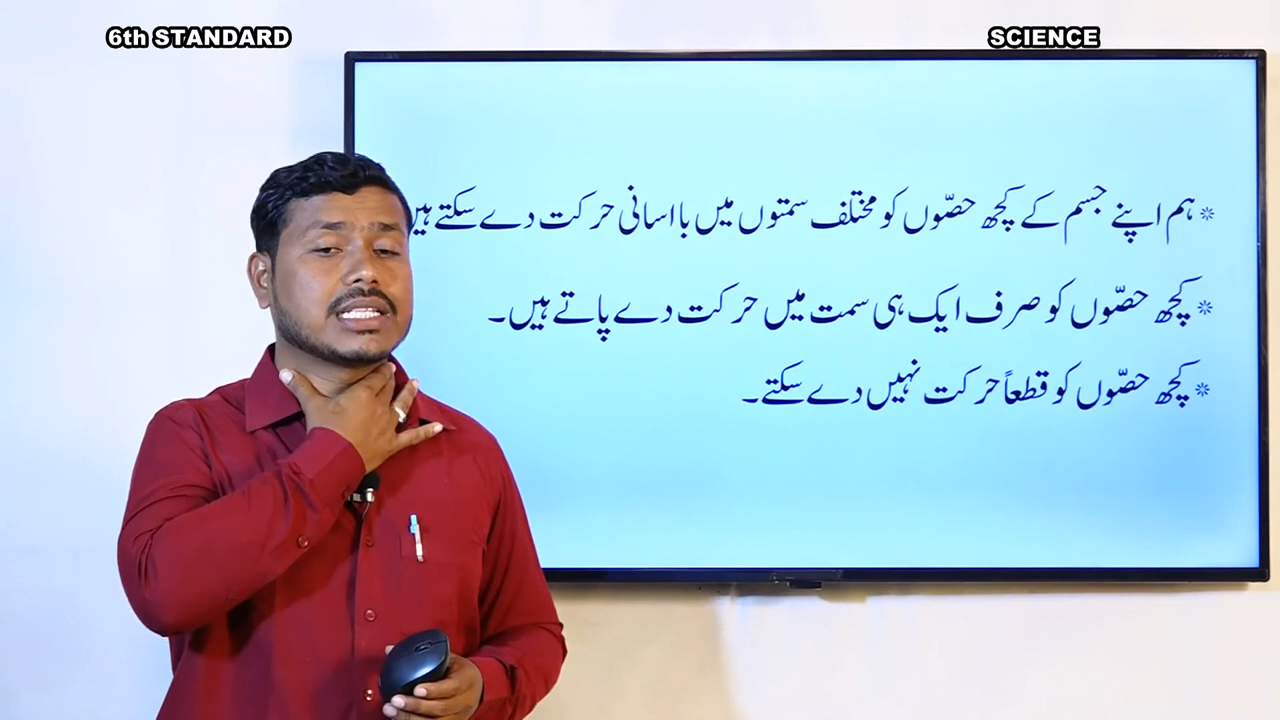 6th STANDARD
SCIENCE
* ہم اپنے جسم کے کچھ حصّوں کو مختلف سمتوں میں بااسانی حرکت دے سکتے ہیں
* کچھ حصّوں کو صرف ایک ہی سمت میں حرکت دے پاتے ہیں۔
* کچھ حصّوں کو قطعاً حرکت نہیں دے سکتے۔